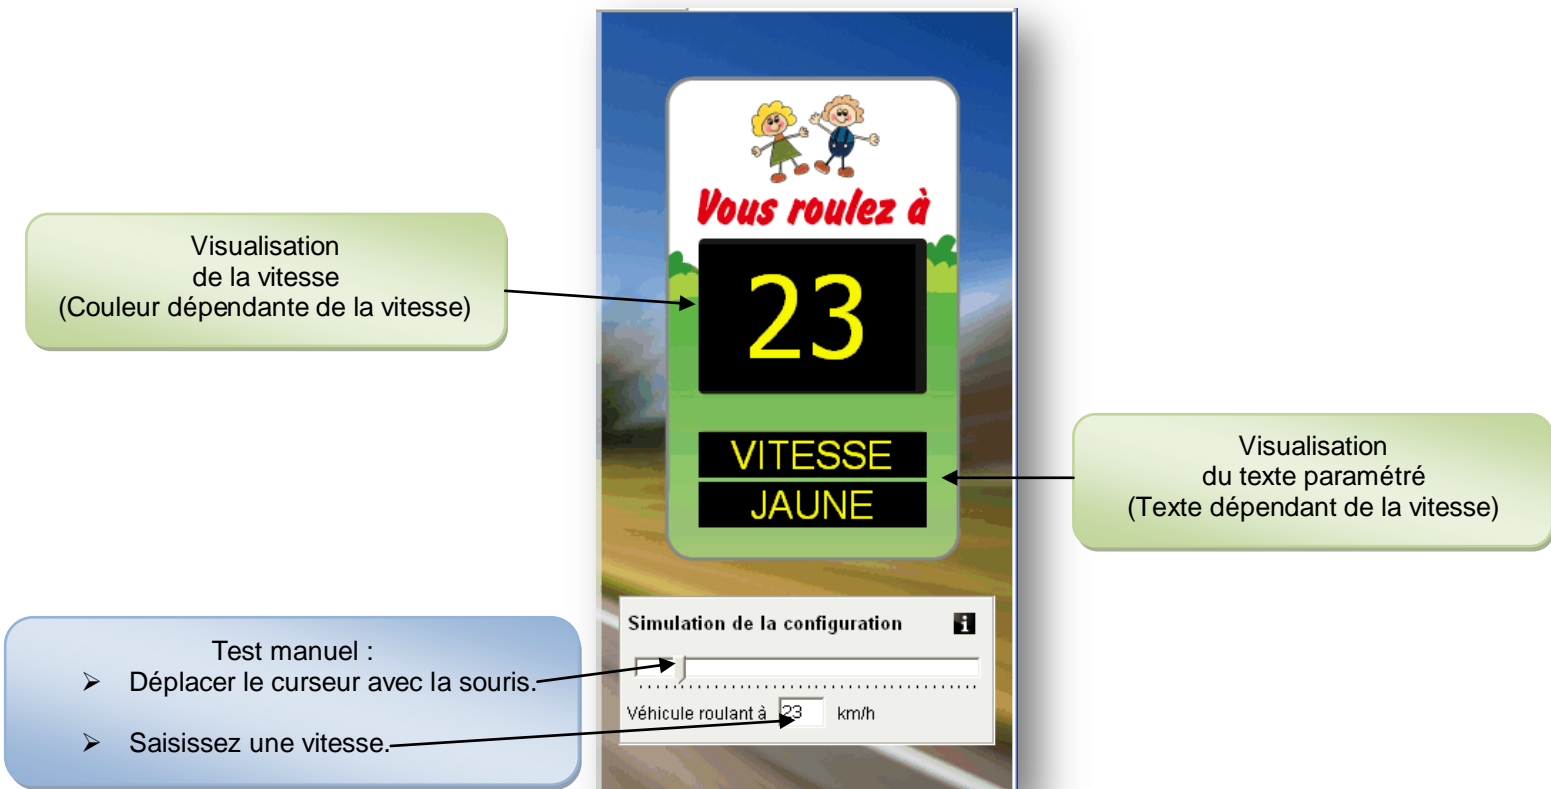 Vous roulez à
23
VITESSE
JAUNE
Visualisation
de la vitesse
(Couleur dépendante de la vitesse)
Visualisation
du texte paramétré
(Texte dépendant de la vitesse)
Simulation de la configuration
i
Véhicule roulant à 23 km/h
Test manuel :
➢ Déplacer le curseur avec la souris.
➢ Saisissez une vitesse.